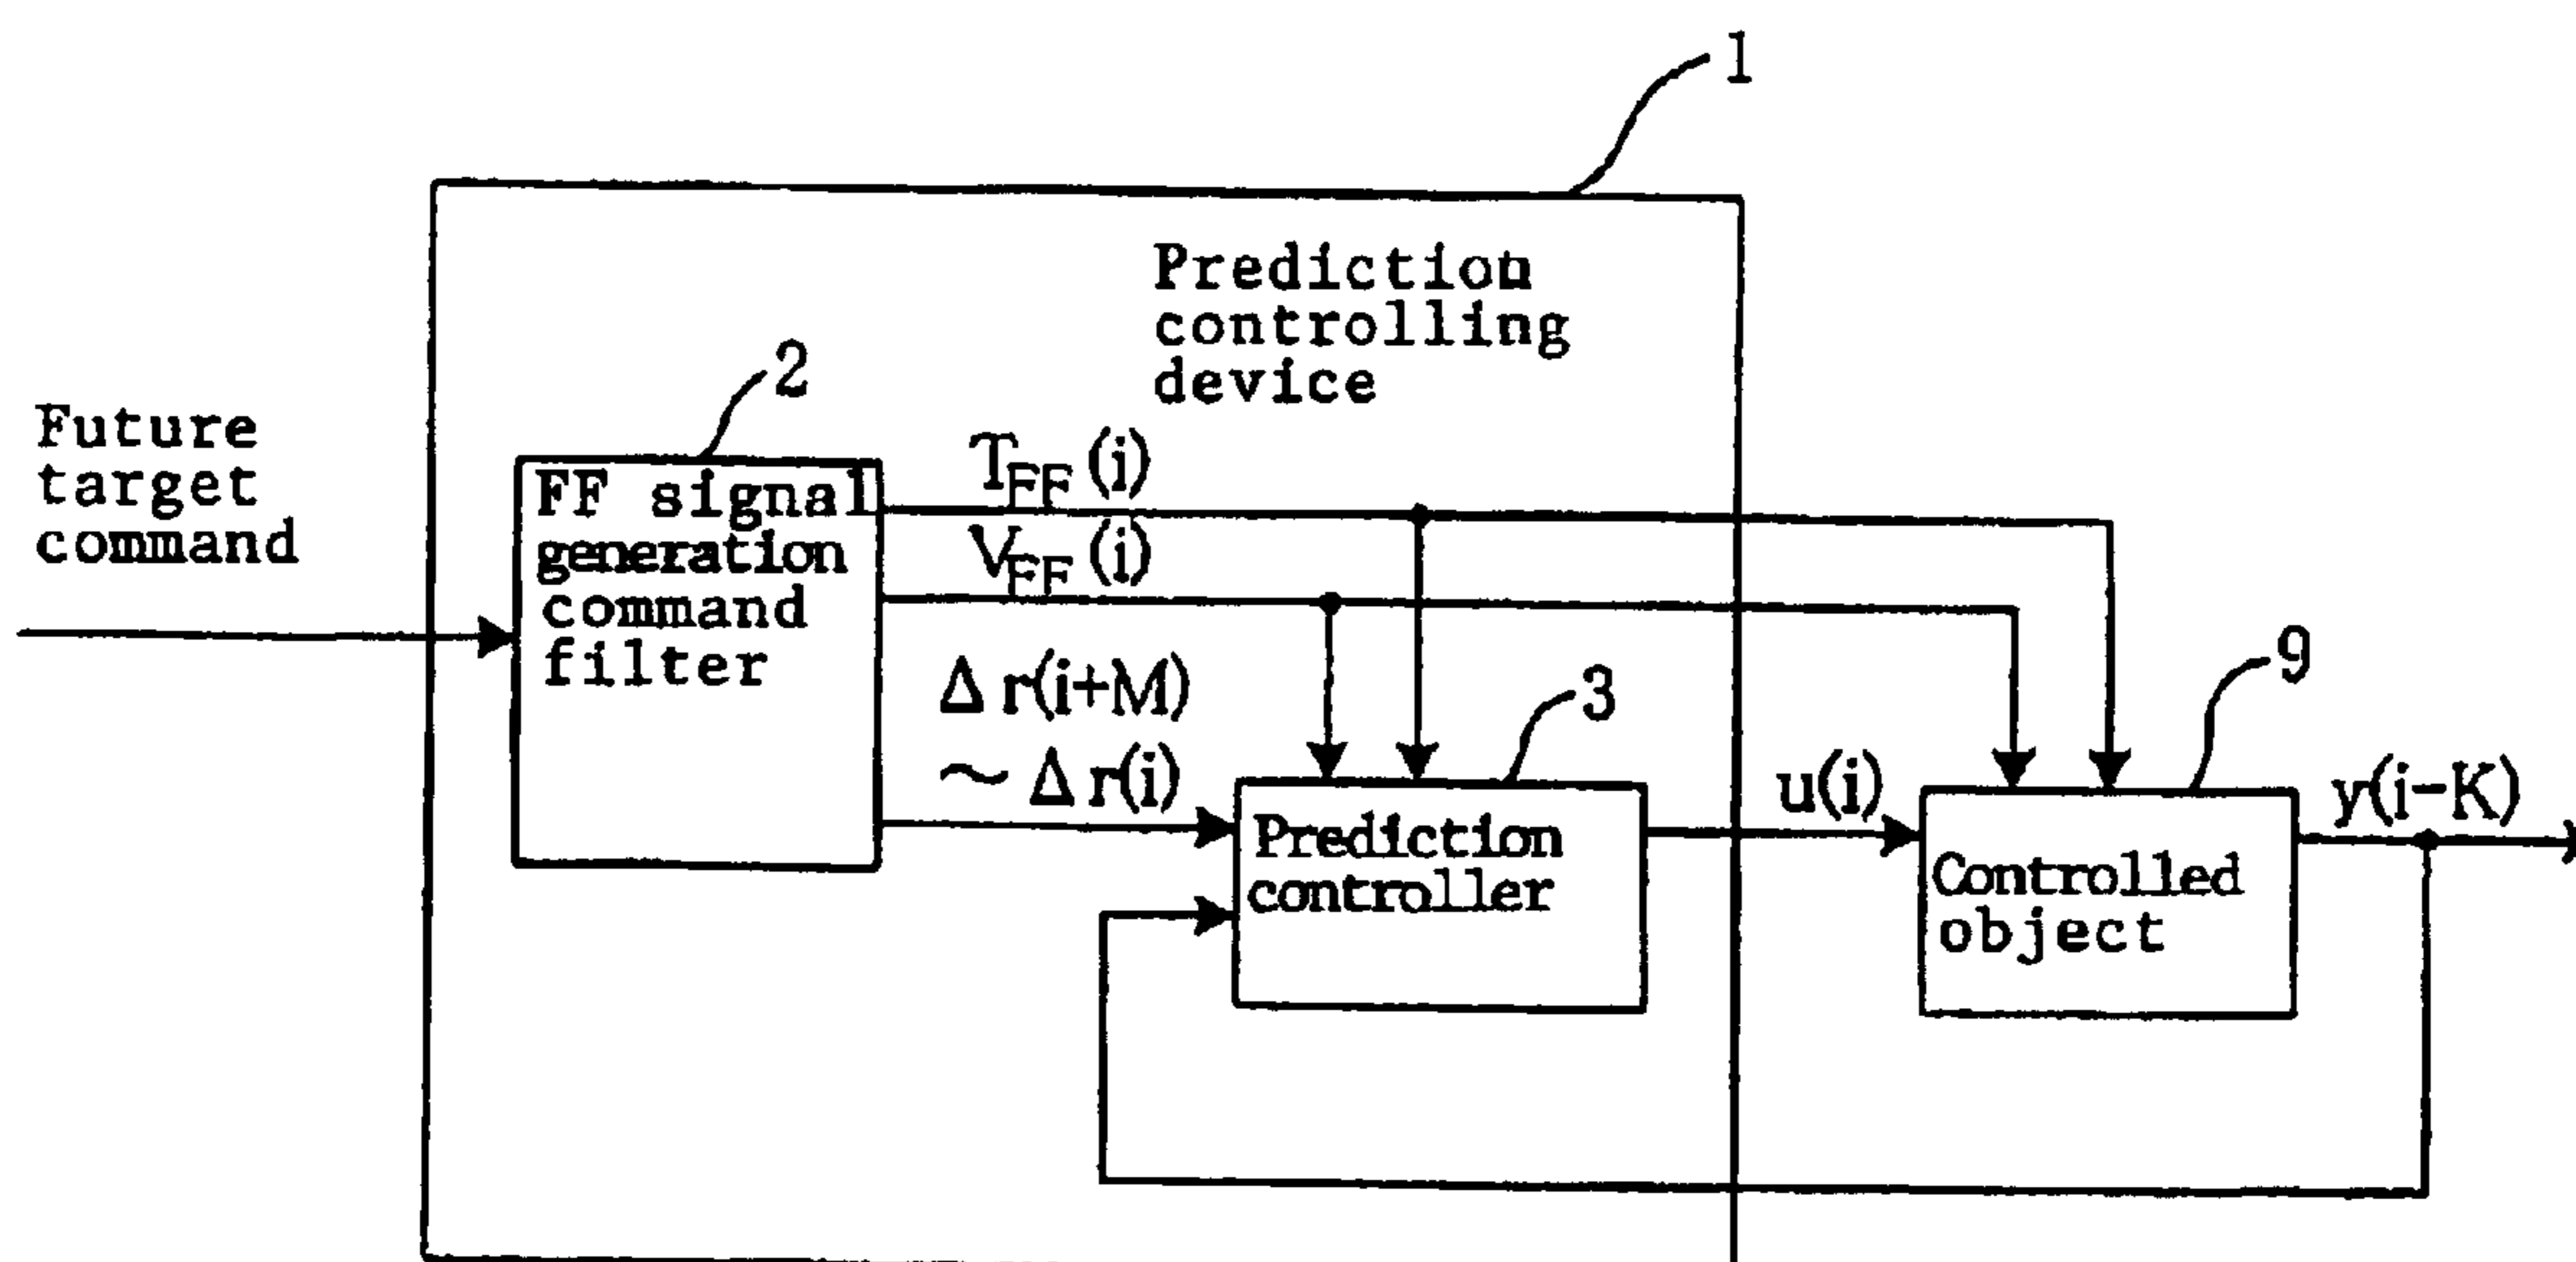 1
Prediction
controlling
device
2
Future
target
command
FF signal
generation
command
filter
T_FF (i)
V_FF (i)
Δ r(i+M)
～ Δ r(i)
3
Prediction
controller
u(i)
9
Controlled
object
y(i-K)